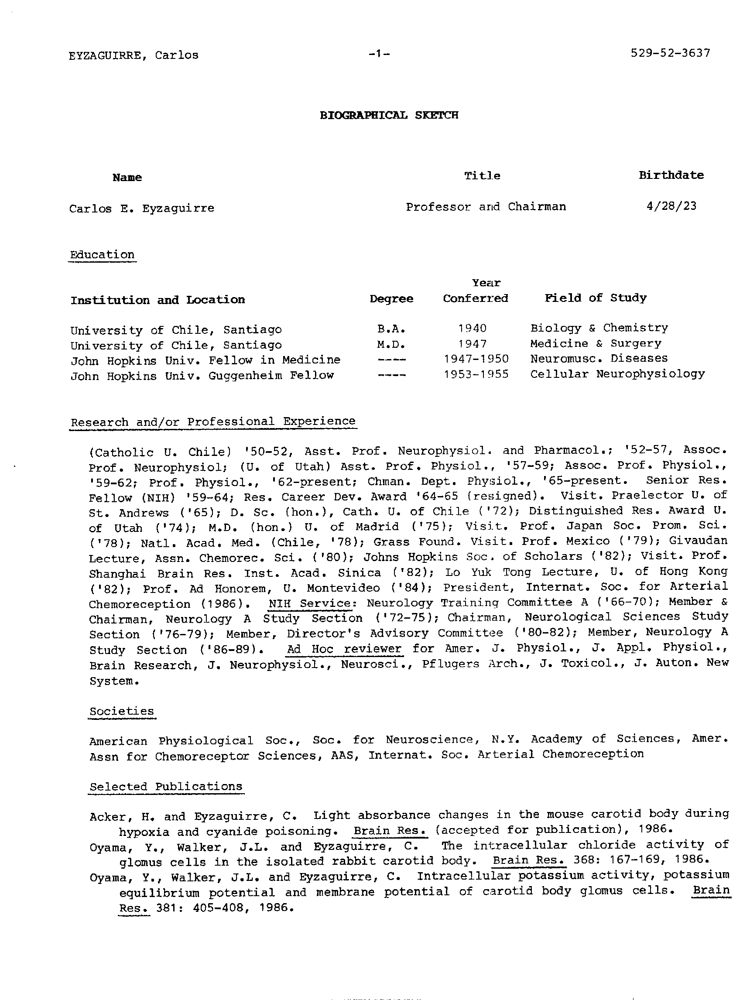 EYZAGUIRRE, Carlos -1- 529-52-3637
BIOGRAPHICAL SKETCH
Name Title Birthdate
Carlos E. Eyzaguirre Professor and Chairman 4/28/23
Education
Year
Institution and Location Degree Conferred Field of Study
University of Chile, Santiago B.A. 1940 Biology & Chemistry
University of Chile, Santiago M.D. 1947 Medicine & Surgery
John Hopkins Univ. Fellow in Medicine ---- 1947-1950 Neuromusc. Diseases
John Hopkins Univ. Guggenheim Fellow ---- 1953-1955 Cellular Neurophysiology
Research and/or Professional Experience
(Catholic U. Chile) '50-52, Asst. Prof. Neurophysiol. and Pharmacol.; '52-57, Assoc.
Prof. Neurophysiol; (U. of Utah) Asst. Prof. Physiol., '57-59; Assoc. Prof. Physiol.,
'59-62; Prof. Physiol., '62-present; Chman. Dept. Physiol., '65-present. Senior Res.
Fellow (NIH) '59-64; Res. Career Dev. Award '64-65 (resigned). Visit. Praelector U. of
St. Andrews ('65); D. Sc. (hon.), Cath. U. of Chile ('72); Distinguished Res. Award U.
of Utah ('74); M.D. (hon.) U. of Madrid ('75); Visit. Prof. Japan Soc. Prom. Sci.
('78); Natl. Acad. Med. (Chile, '78); Grass Found. Visit. Prof. Mexico ('79); Givaudan
Lecture, Assn. Chemorec. Sci. ('80); Johns Hopkins Soc. of Scholars ('82); Visit. Prof.
Shanghai Brain Res. Inst. Acad. Sinica ('82); Lo Yuk Tong Lecture, U. of Hong Kong
('82); Prof. Ad Honorem, U. Montevideo ('84); President, Internat. Soc. for Arterial
Chemoreception (1986). NIH Service: Neurology Training Committee A ('66-70); Member &
Chairman, Neurology A Study Section ('72-75); Chairman, Neurological Sciences Study
Section ('76-79); Member, Director's Advisory Committee ('80-82); Member, Neurology A
Study Section ('86-89). Ad Hoc reviewer for Amer. J. Physiol., J. Appl. Physiol.,
Brain Research, J. Neurophysiol., Neurosci., Pflugers Arch., J. Toxicol., J. Auton. New
System.
Societies
American Physiological Soc., Soc. for Neuroscience, N.Y. Academy of Sciences, Amer.
Assn for Chemoreceptor Sciences, AAS, Internat. Soc. Arterial Chemoreception
Selected Publications
Acker, H. and Eyzaguirre, C. Light absorbance changes in the mouse carotid body during
hypoxia and cyanide poisoning. Brain Res. (accepted for publication), 1986.
Oyama, Y., Walker, J.L. and Eyzaguirre, C. The intracellular chloride activity of
glomus cells in the isolated rabbit carotid body. Brain Res. 368: 167-169, 1986.
Oyama, Y., Walker, J.L. and Eyzaguirre, C. Intracellular potassium activity, potassium
equilibrium potential and membrane potential of carotid body glomus cells. Brain
Res. 381: 405-408, 1986.